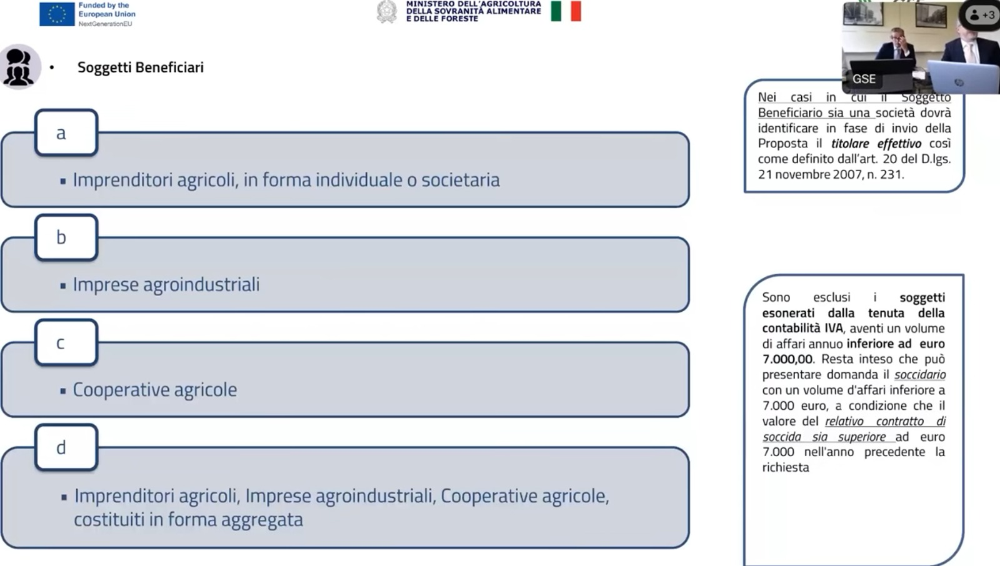 Funded by the
European Union
NextGenerationEU
MINISTERO DELL'AGRICOLTURA
DELLA SOVRANITÀ ALIMENTARE
E DELLE FORESTE
+3
GSE
• Soggetti Beneficiari
a
▪ Imprenditori agricoli, in forma individuale o societaria
b
▪ Imprese agroindustriali
c
▪ Cooperative agricole
d
▪ Imprenditori agricoli, Imprese agroindustriali, Cooperative agricole,
costituiti in forma aggregata
Nei casi in cui il Soggetto
Beneficiario sia una società dovrà
identificare in fase di invio della
Proposta il titolare effettivo così
come definito dall'art. 20 del D.lgs.
21 novembre 2007, n. 231.
Sono esclusi i soggetti
esonerati dalla tenuta della
contabilità IVA, aventi un volume
di affari annuo inferiore ad euro
7.000,00. Resta inteso che può
presentare domanda il soccidario
con un volume d'affari inferiore a
7.000 euro, a condizione che il
valore del relativo contratto di
soccida sia superiore ad euro
7.000 nell'anno precedente la
richiesta